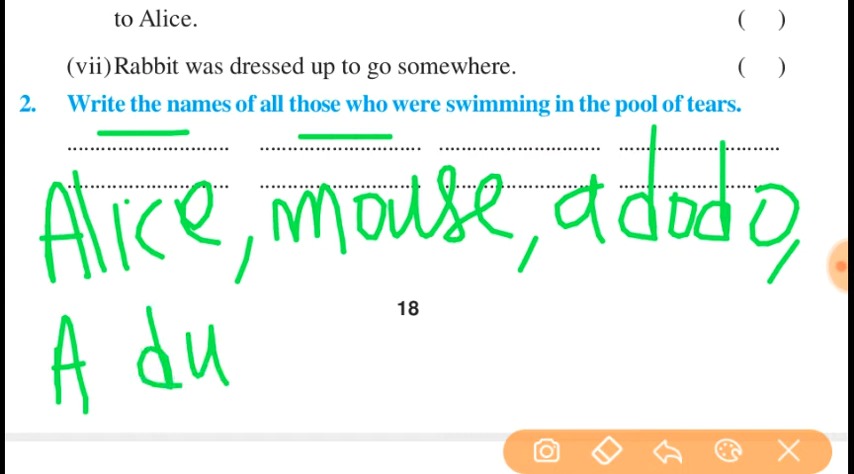 to Alice. ( )
(vii) Rabbit was dressed up to go somewhere. ( )
2. Write the names of all those who were swimming in the pool of tears.
.............................. .............................. .............................. ..............................
.............................. .............................. .............................. ..............................
Alice, mouse, a dodo,
A du
18